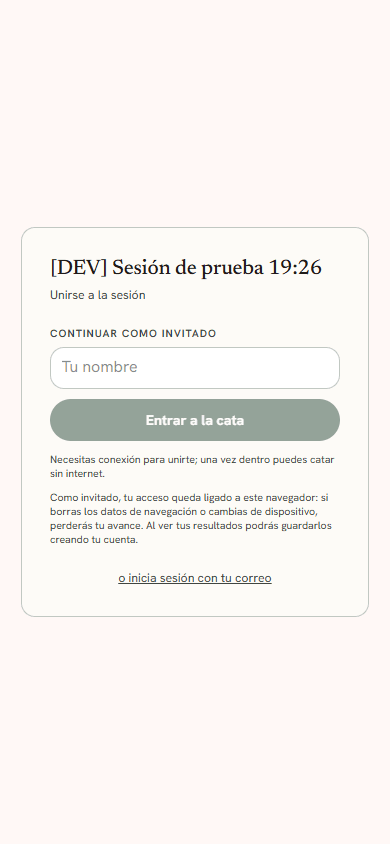 [DEV] Sesión de prueba 19:26
Unirse a la sesión
CONTINUAR COMO INVITADO
Tu nombre
Entrar a la cata
Necesitas conexión para unirte; una vez dentro puedes catar
sin internet.
Como invitado, tu acceso queda ligado a este navegador: si
borras los datos de navegación o cambias de dispositivo,
perderás tu avance. Al ver tus resultados podrás guardarlos
creando tu cuenta.
o inicia sesión con tu correo